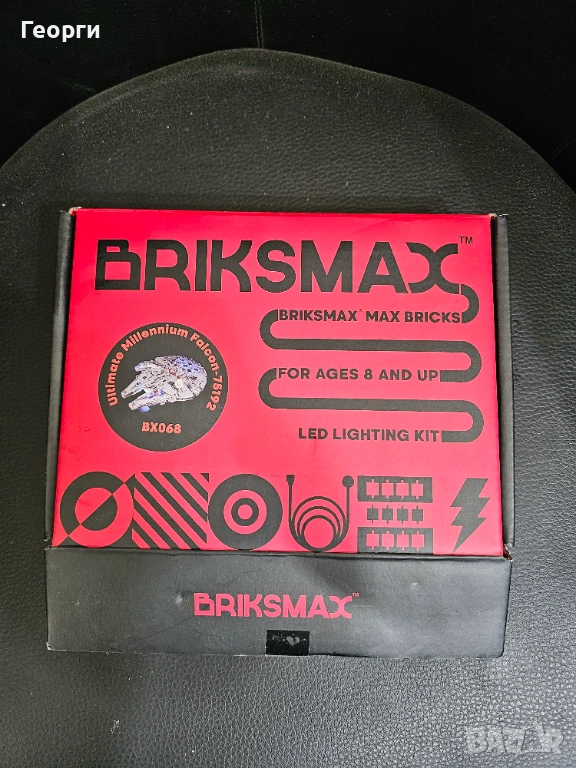 Георги
BRIKSMAX™
BRIKSMAX® MAX BRICKS
FOR AGES 8 AND UP
LED LIGHTING KIT
Ultimate Millennium Falcon-75192
BX068
BRIKSMAX™
BAZAR